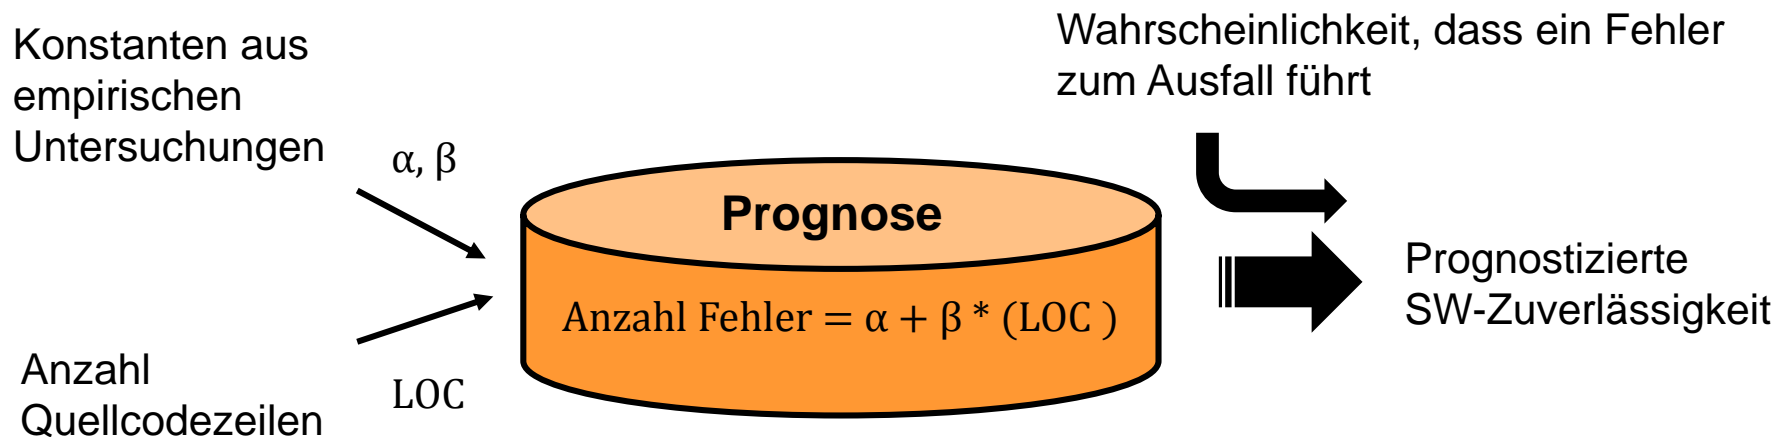 Konstanten aus
empirischen
Untersuchungen
α, β
Anzahl
Quellcodezeilen
LOC
Prognose
Anzahl Fehler = α + β * (LOC )
Wahrscheinlichkeit, dass ein Fehler
zum Ausfall führt
Prognostizierte
SW-Zuverlässigkeit